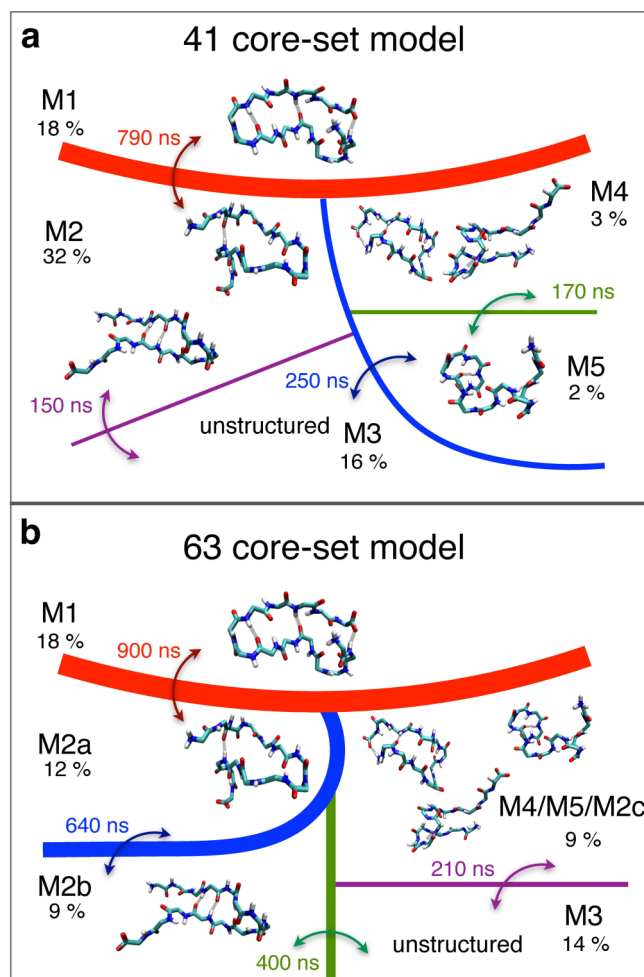 a
41 core-set model
M1
18 %
790 ns
M4
3 %
M2
32 %
170 ns
M5
2 %
250 ns
150 ns
unstructured
M3
16 %
b
63 core-set model
M1
18 %
900 ns
M2a
12 %
M4/M5/M2c
9 %
640 ns
210 ns
M2b
9 %
M3
unstructured
14 %
400 ns